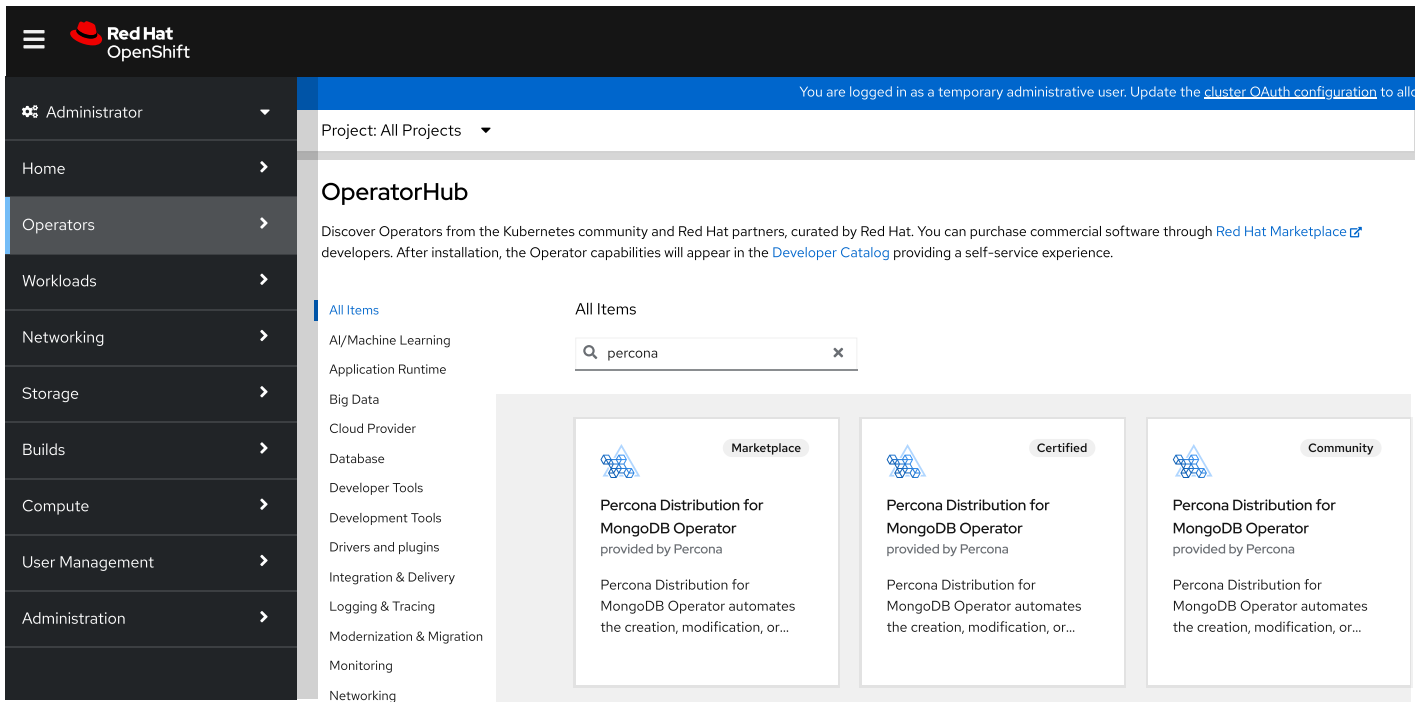 Red Hat
OpenShift
Administrator
Home
Operators
Workloads
Networking
Storage
Builds
Compute
User Management
Administration
You are logged in as a temporary administrative user. Update the cluster OAuth configuration to allo
Project: All Projects
OperatorHub
Discover Operators from the Kubernetes community and Red Hat partners, curated by Red Hat. You can purchase commercial software through Red Hat Marketplace
developers. After installation, the Operator capabilities will appear in the Developer Catalog providing a self-service experience.
All Items
AI/Machine Learning
Application Runtime
Big Data
Cloud Provider
Database
Developer Tools
Development Tools
Drivers and plugins
Integration & Delivery
Logging & Tracing
Modernization & Migration
Monitoring
Networking
All Items
percona
Marketplace
Percona Distribution for
MongoDB Operator
provided by Percona
Percona Distribution for
MongoDB Operator automates
the creation, modification, or...
Certified
Percona Distribution for
MongoDB Operator
provided by Percona
Percona Distribution for
MongoDB Operator automates
the creation, modification, or...
Community
Percona Distribution for
MongoDB Operator
provided by Percona
Percona Distribution for
MongoDB Operator automates
the creation, modification, or...